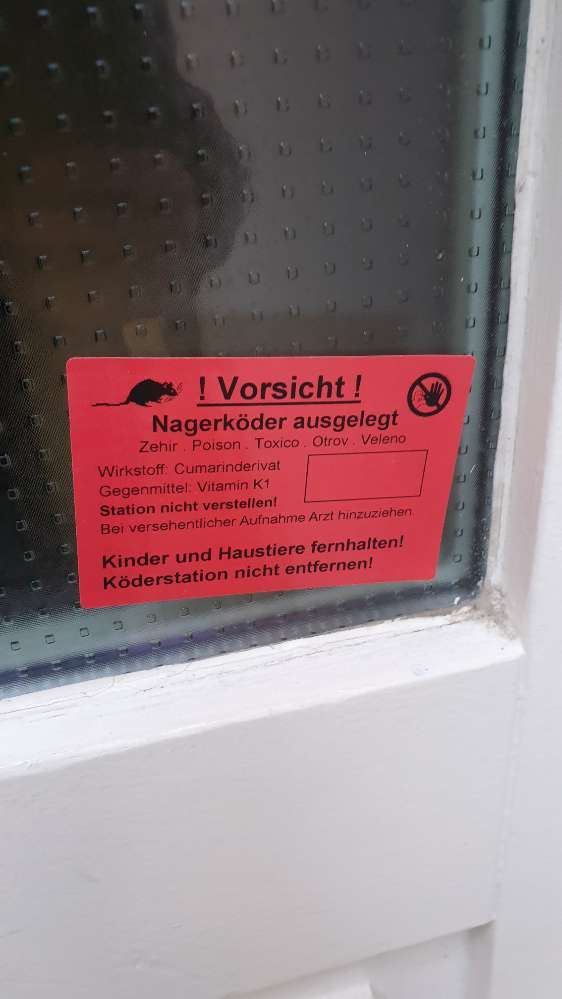 ! Vorsicht !
Nagerköder ausgelegt
Zehir . Poison . Toxico . Otrov . Veleno
Wirkstoff: Cumarinderivat
Gegenmittel: Vitamin K1
Station nicht verstellen!
Bei versehentlicher Aufnahme Arzt hinzuziehen.
Kinder und Haustiere fernhalten!
Köderstation nicht entfernen!